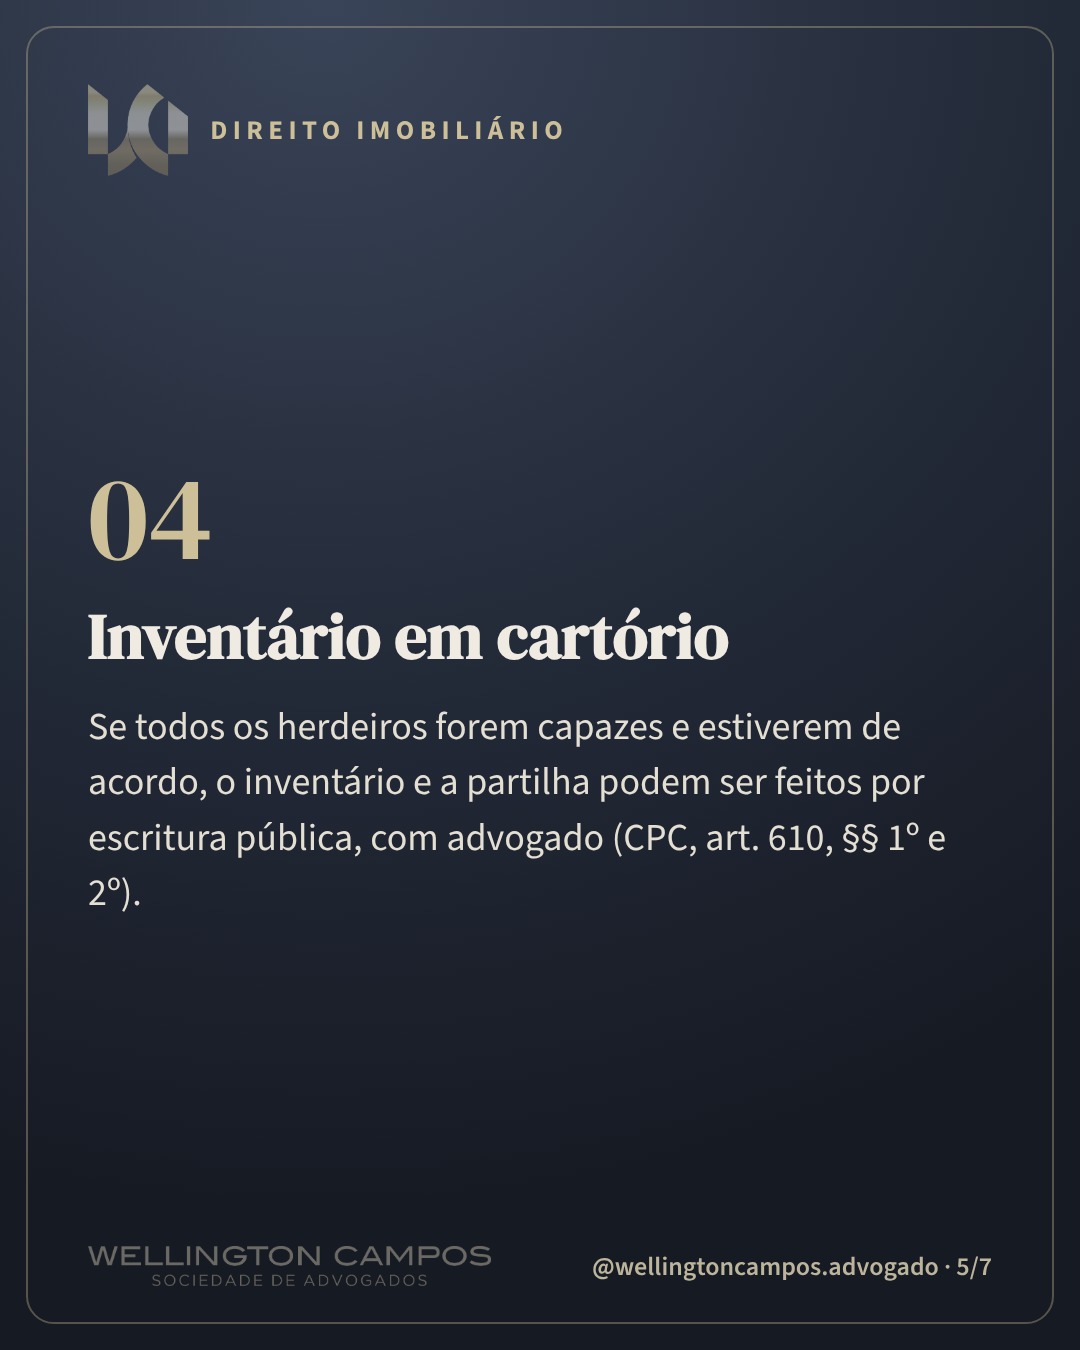 DIREITO IMOBILIÁRIO
04
Inventário em cartório
Se todos os herdeiros forem capazes e estiverem de
acordo, o inventário e a partilha podem ser feitos por
escritura pública, com advogado (CPC, art. 610, §§ 1º e
2º).
WELLINGTON CAMPOS
SOCIEDADE DE ADVOGADOS
@wellingtoncampos.advogado · 5/7